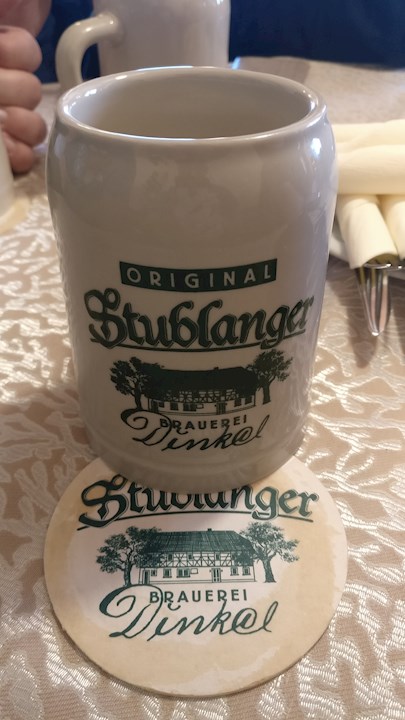 ORIGINAL
Stublanger
BRAUEREI
Dinkel
Stublanger
BRAUEREI
Dinkel